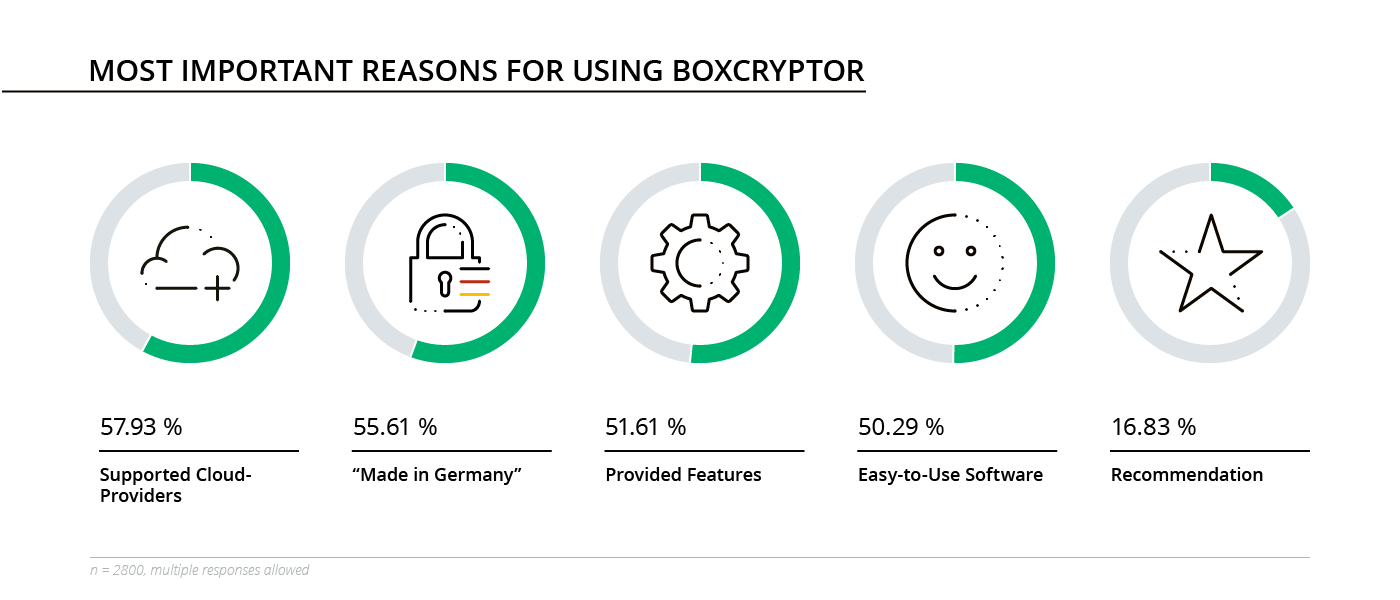 MOST IMPORTANT REASONS FOR USING BOXCRYPTOR
57.93 %
Supported Cloud-
Providers
55.61 %
“Made in Germany”
51.61 %
Provided Features
50.29 %
Easy-to-Use Software
16.83 %
Recommendation
n = 2800, multiple responses allowed